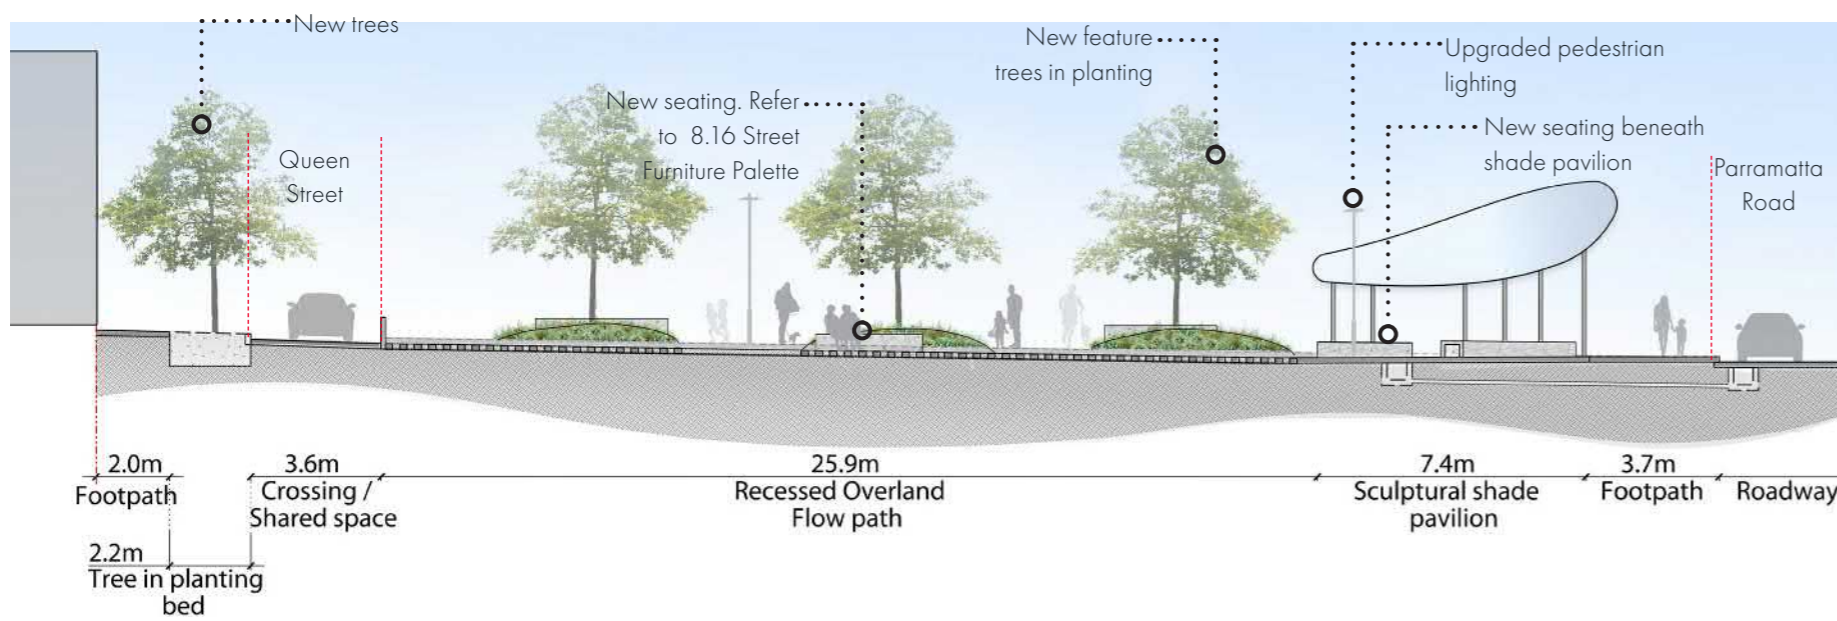 New trees
New feature
trees in planting
Upgraded pedestrian
lighting
New seating. Refer
to 8.16 Street
Furniture Palette
New seating beneath
shade pavilion
Queen
Street
Parramatta
Road
2.0m
Footpath
3.6m
Crossing /
Shared space
25.9m
Recessed Overland
Flow path
7.4m
Sculptural shade
pavilion
3.7m
Footpath
Roadway
2.2m
Tree in planting
bed